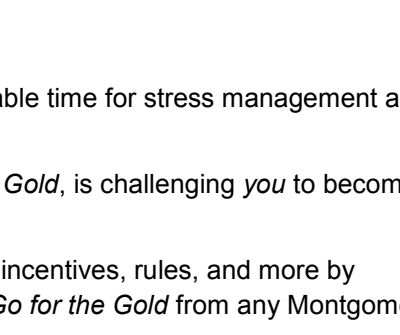 able time for stress management a
Gold, is challenging you to becom
incentives, rules, and more by
Go for the Gold from any Montgom